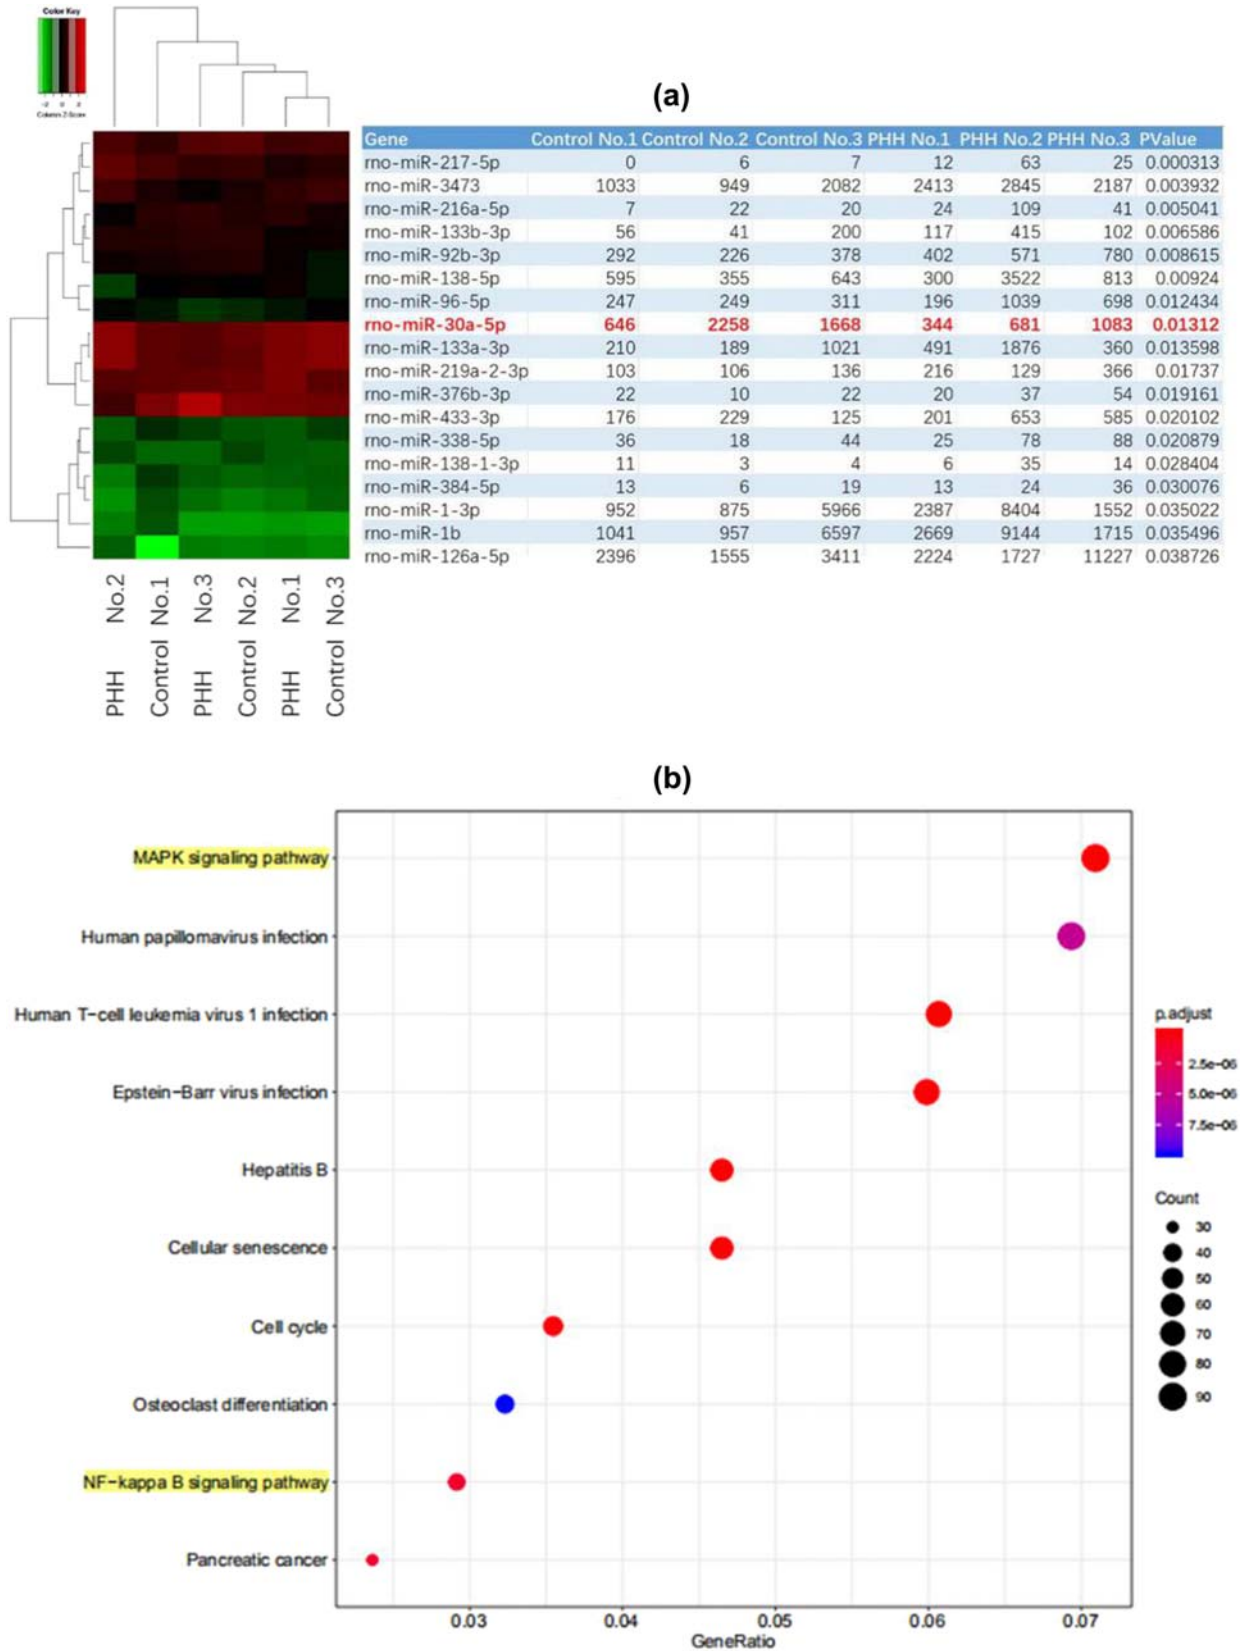 Color Key
-2 0 2
Column Z-Score
(a)
Gene Control No.1 Control No.2 Control No.3 PHH No.1 PHH No.2 PHH No.3 PValue
rno-miR-217-5p 0 6 7 12 63 25 0.000313
rno-miR-3473 1033 949 2082 2413 2845 2187 0.003932
rno-miR-216a-5p 7 22 20 24 109 41 0.005041
rno-miR-133b-3p 56 41 200 117 415 102 0.006586
rno-miR-92b-3p 292 226 378 402 571 780 0.008615
rno-miR-138-5p 595 355 643 300 3522 813 0.00924
rno-miR-96-5p 247 249 311 196 1039 698 0.012434
rno-miR-30a-5p 646 2258 1668 344 681 1083 0.01312
rno-miR-133a-3p 210 189 1021 491 1876 360 0.013598
rno-miR-219a-2-3p 103 106 136 216 129 366 0.01737
rno-miR-376b-3p 22 10 22 20 37 54 0.019161
rno-miR-433-3p 176 229 125 201 653 585 0.020102
rno-miR-338-5p 36 18 44 25 78 88 0.020879
rno-miR-138-1-3p 11 3 4 6 35 14 0.028404
rno-miR-384-5p 13 6 19 13 24 36 0.030076
rno-miR-1-3p 952 875 5966 2387 8404 1552 0.035022
rno-miR-1b 1041 957 6597 2669 9144 1715 0.035496
rno-miR-126a-5p 2396 1555 3411 2224 1727 11227 0.038726
PHH No.2
Control No.1
PHH No.3
Control No.2
PHH No.1
Control No.3
(b)
MAPK signaling pathway
Human papillomavirus infection
Human T-cell leukemia virus 1 infection
Epstein-Barr virus infection
Hepatitis B
Cellular senescence
Cell cycle
Osteoclast differentiation
NF-kappa B signaling pathway
Pancreatic cancer
0.03 0.04 0.05 0.06 0.07
GeneRatio
p.adjust
2.5e-06
5.0e-06
7.5e-06
Count
30
40
50
60
70
80
90